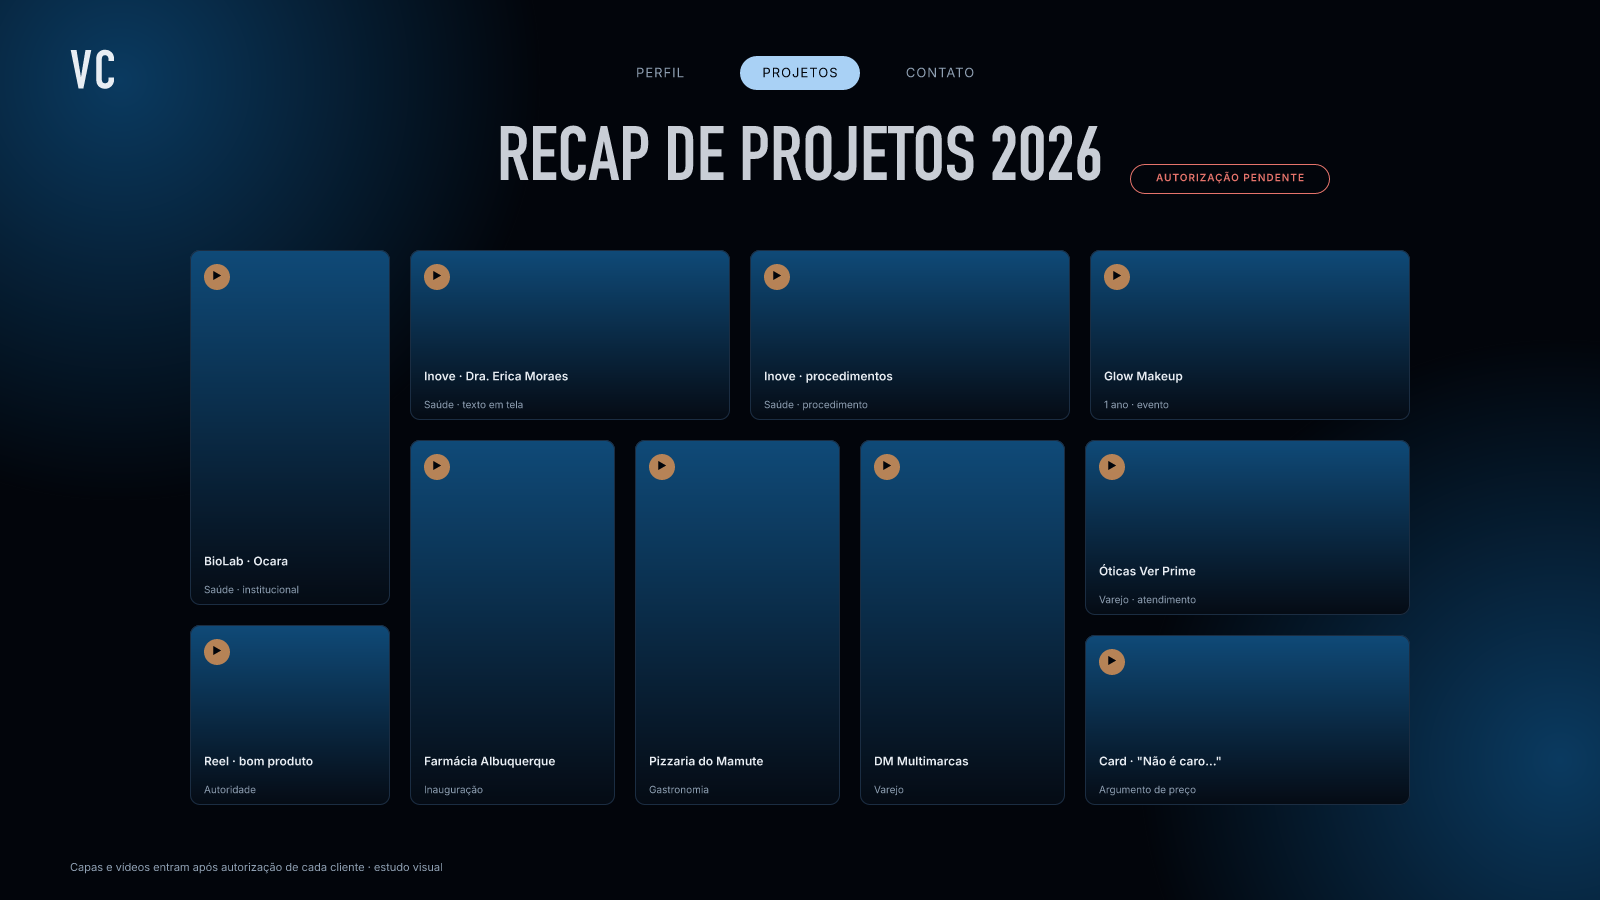 VC
PERFIL
PROJETOS
CONTATO
RECAP DE PROJETOS 2026
AUTORIZAÇÃO PENDENTE
BioLab · Ocara
Saúde · institucional
Inove · Dra. Erica Moraes
Saúde · texto em tela
Inove · procedimentos
Saúde · procedimento
Glow Makeup
1 ano · evento
Reel · bom produto
Autoridade
Farmácia Albuquerque
Inauguração
Pizzaria do Mamute
Gastronomia
DM Multimarcas
Varejo
Óticas Ver Prime
Varejo · atendimento
Card · "Não é caro..."
Argumento de preço
Capas e vídeos entram após autorização de cada cliente · estudo visual